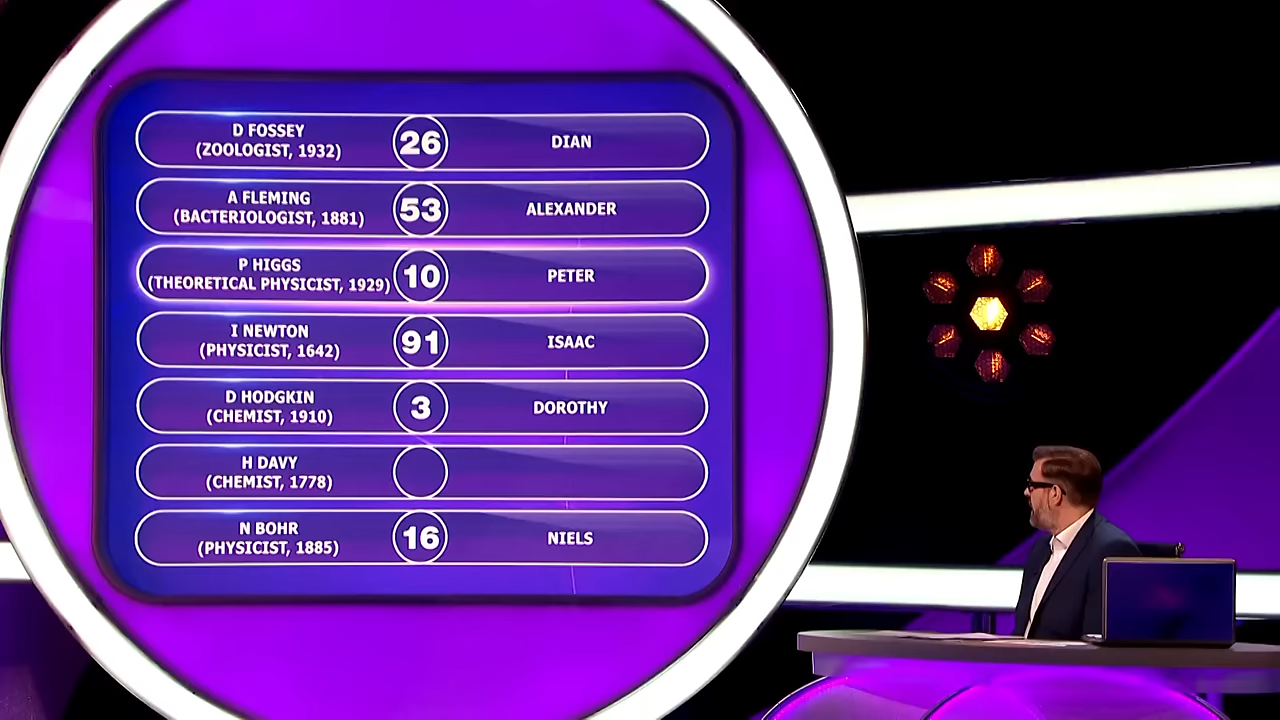 D FOSSEY
(ZOOLOGIST, 1932)
26
DIAN
A FLEMING
(BACTERIOLOGIST, 1881)
53
ALEXANDER
P HIGGS
(THEORETICAL PHYSICIST, 1929)
10
PETER
I NEWTON
(PHYSICIST, 1642)
91
ISAAC
D HODGKIN
(CHEMIST, 1910)
3
DOROTHY
H DAVY
(CHEMIST, 1778)
N BOHR
(PHYSICIST, 1885)
16
NIELS